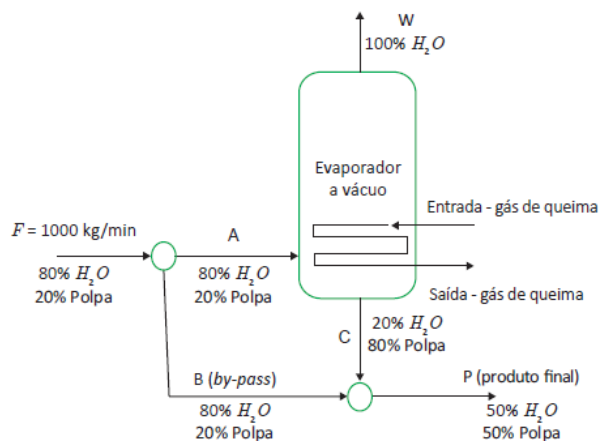 W
100% H₂O
Evaporador
a vácuo
Entrada - gás de queima
F = 1000 kg/min
A
80% H₂O
20% Polpa
80% H₂O
20% Polpa
Saída - gás de queima
C
20% H₂O
80% Polpa
B (by-pass)
P (produto final)
80% H₂O
20% Polpa
50% H₂O
50% Polpa